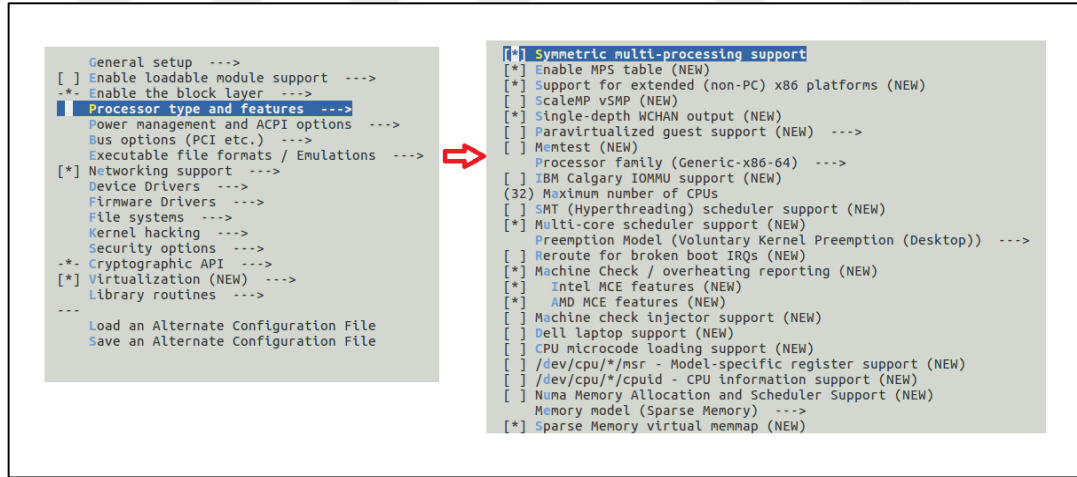 General setup --->
[ ] Enable loadable module support --->
-*- Enable the block layer --->
Processor type and features --->
Power management and ACPI options --->
Bus options (PCI etc.) --->
Executable file formats / Emulations --->
[*] Networking support --->
Device Drivers --->
Firmware Drivers --->
File systems --->
Kernel hacking --->
Security options --->
-*- Cryptographic API --->
[*] Virtualization (NEW) --->
Library routines --->
---
Load an Alternate Configuration File
Save an Alternate Configuration File
[*] Symmetric multi-processing support
[*] Enable MPS table (NEW)
[*] Support for extended (non-PC) x86 platforms (NEW)
[ ] ScaleMP vSMP (NEW)
[*] Single-depth WCHAN output (NEW)
[ ] Paravirtualized guest support (NEW) --->
[ ] Memtest (NEW)
Processor family (Generic-x86-64) --->
[ ] IBM Calgary IOMMU support (NEW)
(32) Maximum number of CPUs
[ ] SMT (Hyperthreading) scheduler support (NEW)
[*] Multi-core scheduler support (NEW)
Preemption Model (Voluntary Kernel Preemption (Desktop)) --->
[ ] Reroute for broken boot IRQs (NEW)
[*] Machine Check / overheating reporting (NEW)
[*] Intel MCE features (NEW)
[*] AMD MCE features (NEW)
[ ] Machine check injector support (NEW)
[ ] Dell laptop support (NEW)
[ ] CPU microcode loading support (NEW)
[ ] /dev/cpu/*/msr - Model-specific register support (NEW)
[ ] /dev/cpu/*/cpuid - CPU information support (NEW)
[ ] Numa Memory Allocation and Scheduler Support (NEW)
Memory model (Sparse Memory) --->
[*] Sparse Memory virtual memmap (NEW)